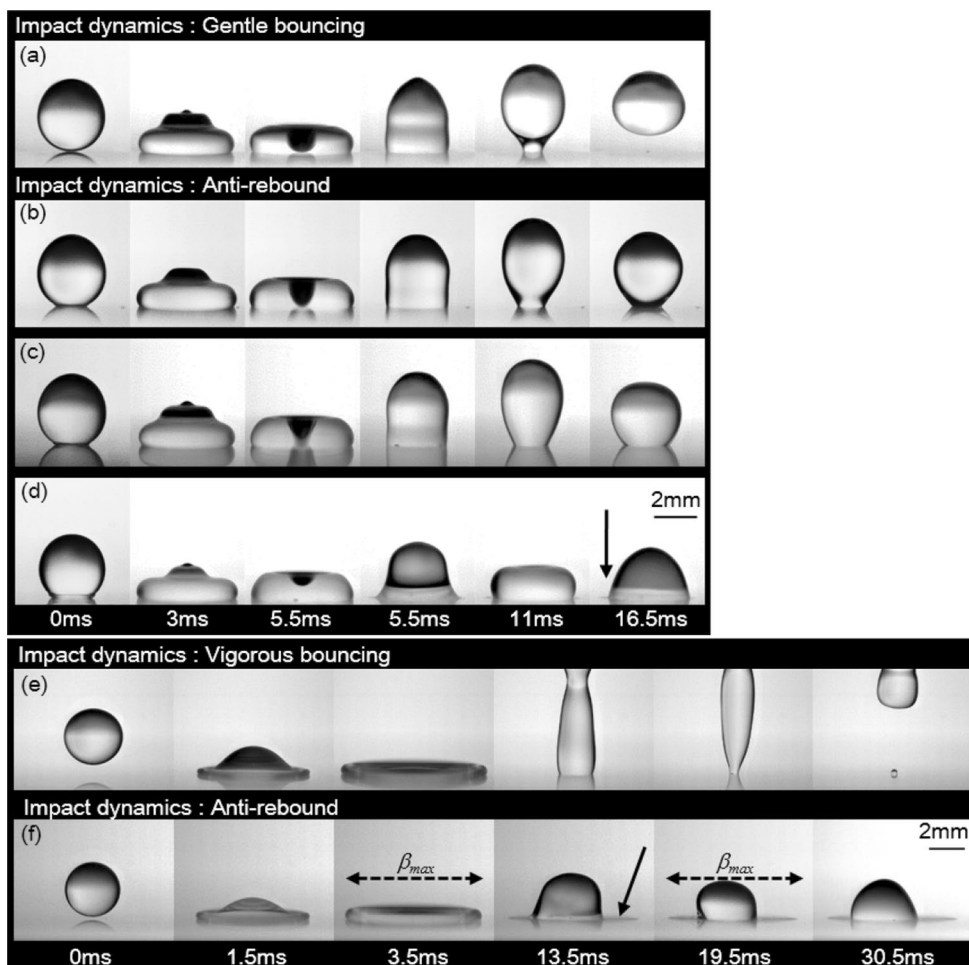 Impact dynamics : Gentle bouncing
(a)
Impact dynamics : Anti-rebound
(b)
(c)
(d)
2mm
0ms 3ms 5.5ms 5.5ms 11ms 16.5ms
Impact dynamics : Vigorous bouncing
(e)
Impact dynamics : Anti-rebound
(f)
2mm
βmax βmax
0ms 1.5ms 3.5ms 13.5ms 19.5ms 30.5ms